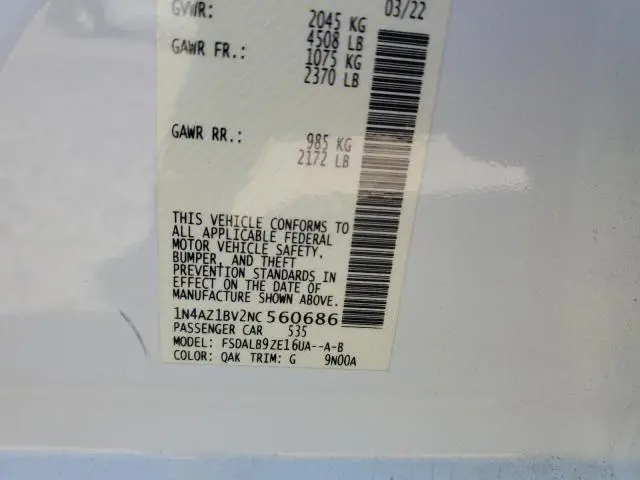 GVWR: 2045 KG 03/22
4508 LB
GAWR FR.: 1075 KG
2370 LB
GAWR RR.: 985 KG
2172 LB
THIS VEHICLE CONFORMS TO
ALL APPLICABLE FEDERAL
MOTOR VEHICLE SAFETY,
BUMPER, AND THEFT
PREVENTION STANDARDS IN
EFFECT ON THE DATE OF
MANUFACTURE SHOWN ABOVE.
1N4AZ1BV2NC560686
PASSENGER CAR 535
MODEL: FSDALB9ZE16UA--A-B
COLOR: QAK TRIM: G 9N00A